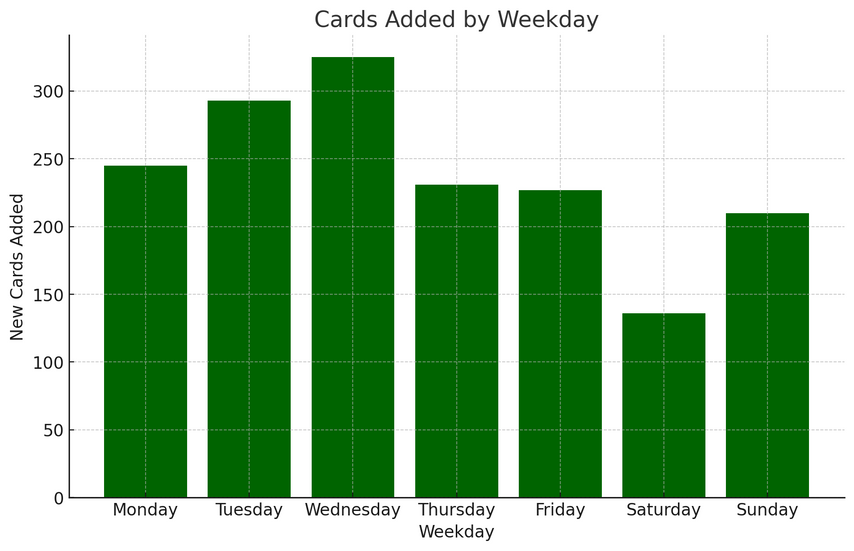 Cards Added by Weekday
New Cards Added
300
250
200
150
100
50
0
Monday Tuesday Wednesday Thursday Friday Saturday Sunday
Weekday